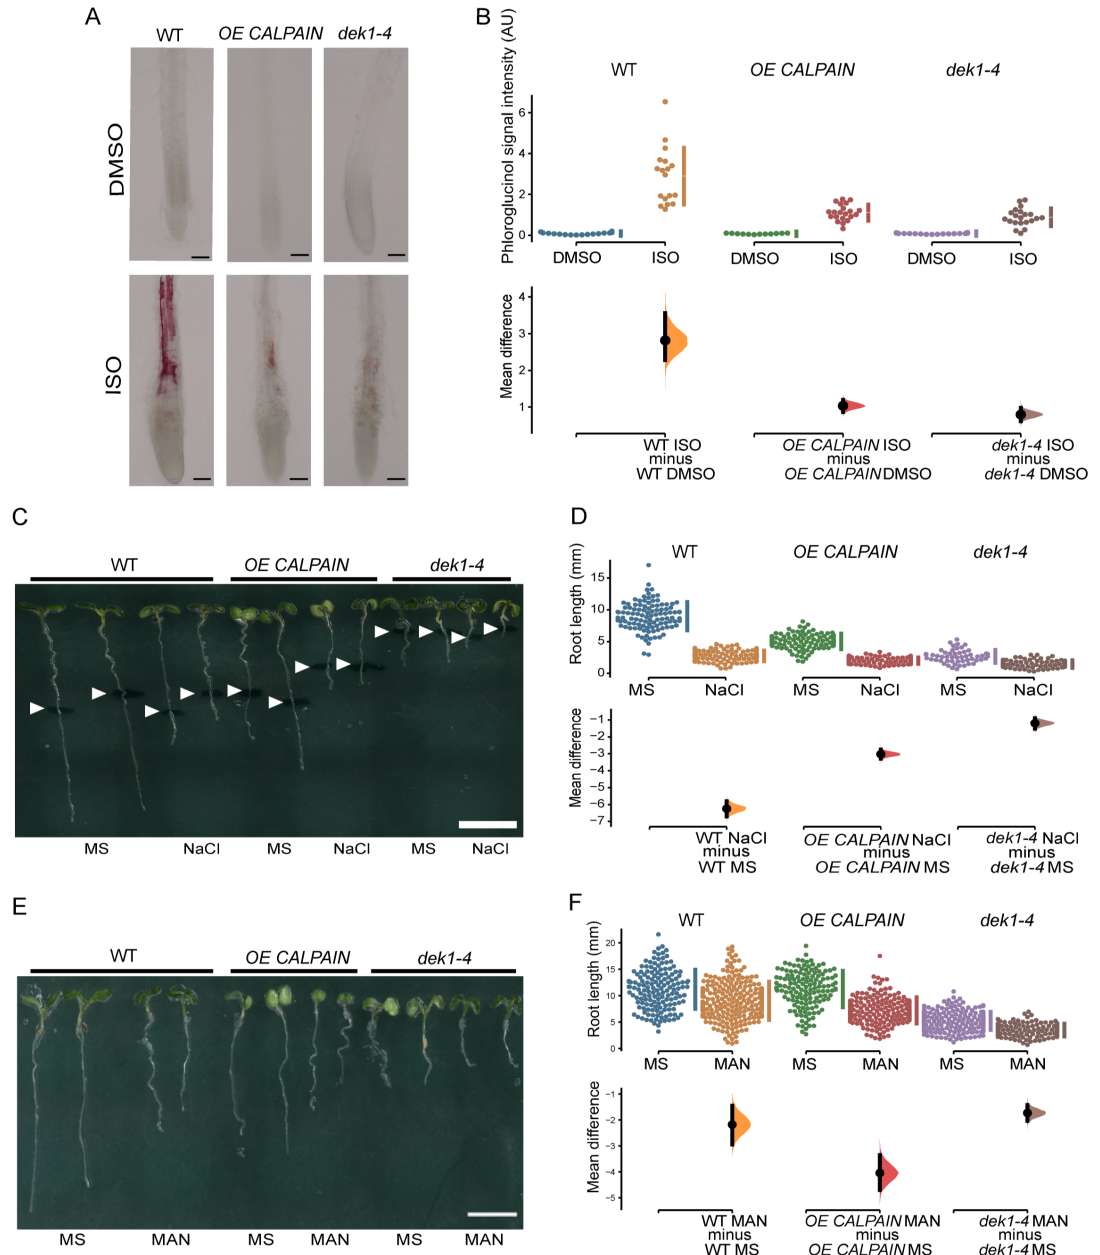 A
WT
OE CALPAIN
dek1-4
DMSO
ISO
B
Phloroglucinol signal intensity (AU)
WT
OE CALPAIN
dek1-4
6
4
2
0
DMSO
ISO
DMSO
ISO
DMSO
ISO
Mean difference
4
3
2
1
WT ISO
minus
WT DMSO
OE CALPAIN ISO
minus
OE CALPAIN DMSO
dek1-4 ISO
minus
dek1-4 DMSO
C
WT
OE CALPAIN
dek1-4
MS
NaCl
MS
NaCl
MS
NaCl
D
Root length (mm)
WT
OE CALPAIN
dek1-4
15
10
5
0
MS
NaCl
MS
NaCl
MS
NaCl
Mean difference
−1
−2
−3
−4
−5
−6
−7
WT NaCl
minus
WT MS
OE CALPAIN NaCl
minus
OE CALPAIN MS
dek1-4 NaCl
minus
dek1-4 MS
E
WT
OE CALPAIN
dek1-4
MS
MAN
MS
MAN
MS
MAN
F
Root length (mm)
WT
OE CALPAIN
dek1-4
20
15
10
5
0
MS
MAN
MS
MAN
MS
MAN
Mean difference
−1
−2
−3
−4
−5
WT MAN
minus
WT MS
OE CALPAIN MAN
minus
OE CALPAIN MS
dek1-4 MAN
minus
dek1-4 MS